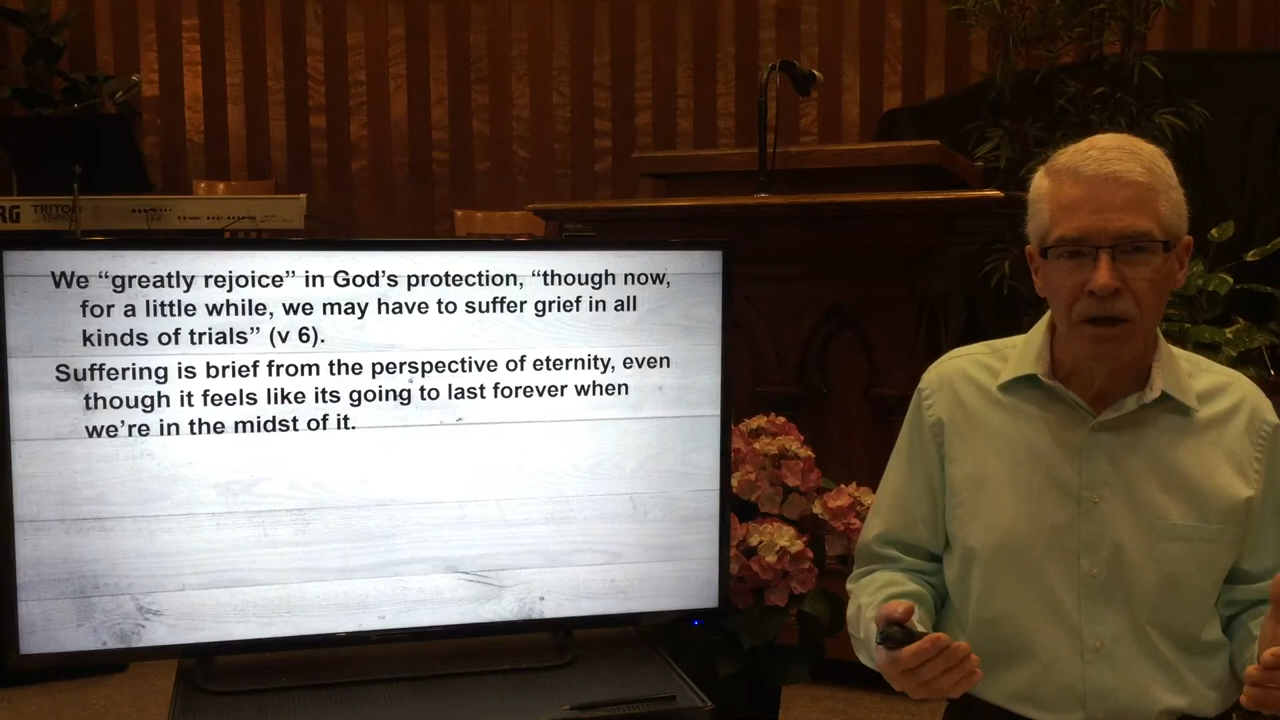 RG TRITON
We “greatly rejoice” in God’s protection, “though now,
for a little while, we may have to suffer grief in all
kinds of trials” (v 6).
Suffering is brief from the perspective of eternity, even
though it feels like its going to last forever when
we’re in the midst of it.